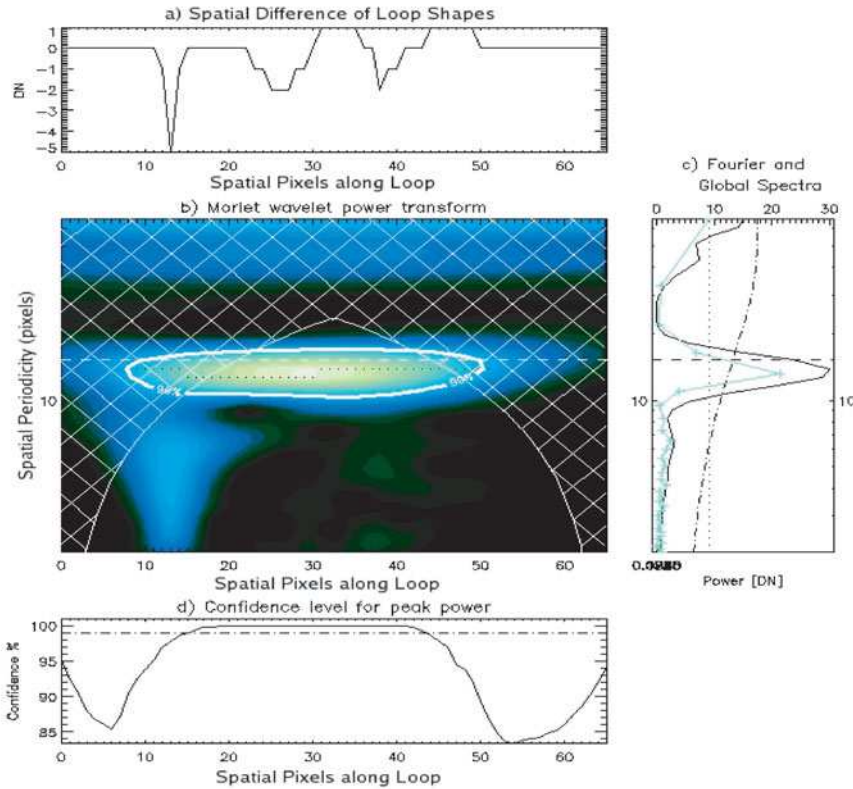 a) Spatial Difference of Loop Shapes
1
0
-1
-2
-3
-4
-5
DN
0 10 20 30 40 50 60
Spatial Pixels along Loop
b) Morlet wavelet power transform
Spatial Periodicity (pixels)
10
99%
0 10 20 30 40 50 60
Spatial Pixels along Loop
c) Fourier and
Global Spectra
0 10 20 30
10
Power [DN]
d) Confidence level for peak power
100
95
90
85
Confidence %
0 10 20 30 40 50 60
Spatial Pixels along Loop